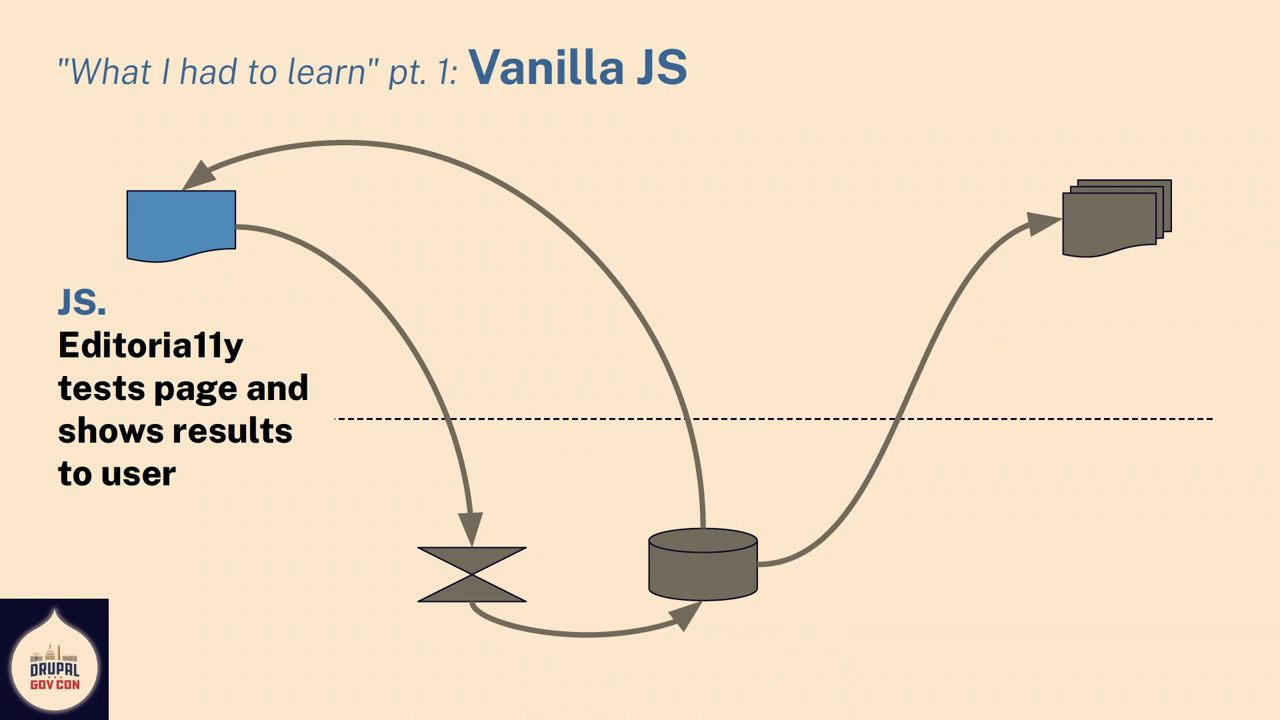 "What I had to learn" pt. 1: Vanilla JS
JS.
Editoria11y
tests page and
shows results
to user
DRUPAL
GOV CON